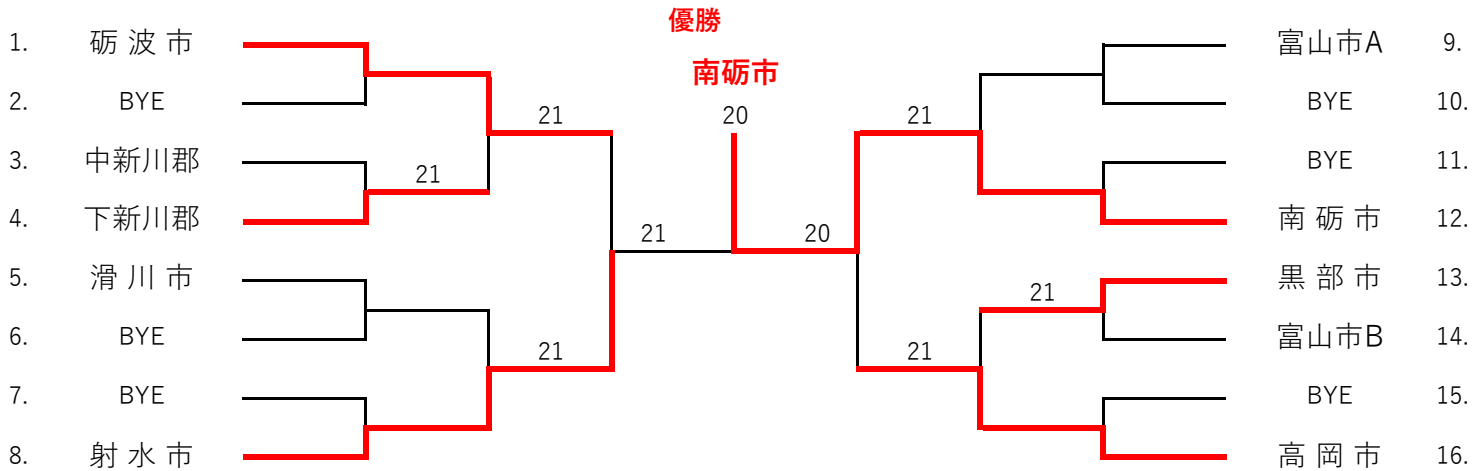 優勝
南砺市
1. 砺波市
2. BYE
3. 中新川郡
4. 下新川郡
5. 滑川市
6. BYE
7. BYE
8. 射水市
富山市A 9.
BYE 10.
BYE 11.
南砺市 12.
黒部市 13.
富山市B 14.
BYE 15.
高岡市 16.
21
21
21
21
20
20
21
21
21